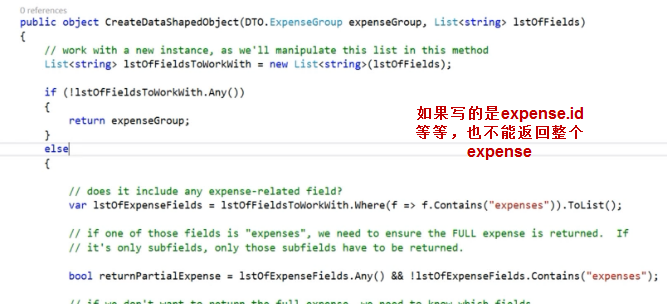 0 references
public object CreateDataShapedObject(DTO.ExpenseGroup expenseGroup, List<string> lstOfFields)
{
// work with a new instance, as we'll manipulate this list in this method
List<string> lstOfFieldsToWorkWith = new List<string>(lstOfFields);
if (!lstOfFieldsToWorkWith.Any())
{
return expenseGroup;
}
else
{
如果写的是expense.id
等等，也不能返回整个
expense
// does it include any expense-related field?
var lstOfExpenseFields = lstOfFieldsToWorkWith.Where(f => f.Contains("expenses")).ToList();
// if one of those fields is "expenses", we need to ensure the FULL expense is returned.  If
// it's only subfields, only those subfields have to be returned.
bool returnPartialExpense = lstOfExpenseFields.Any() && !lstOfExpenseFields.Contains("expenses");
// if we don't want to return the full expense, we need to know which fields